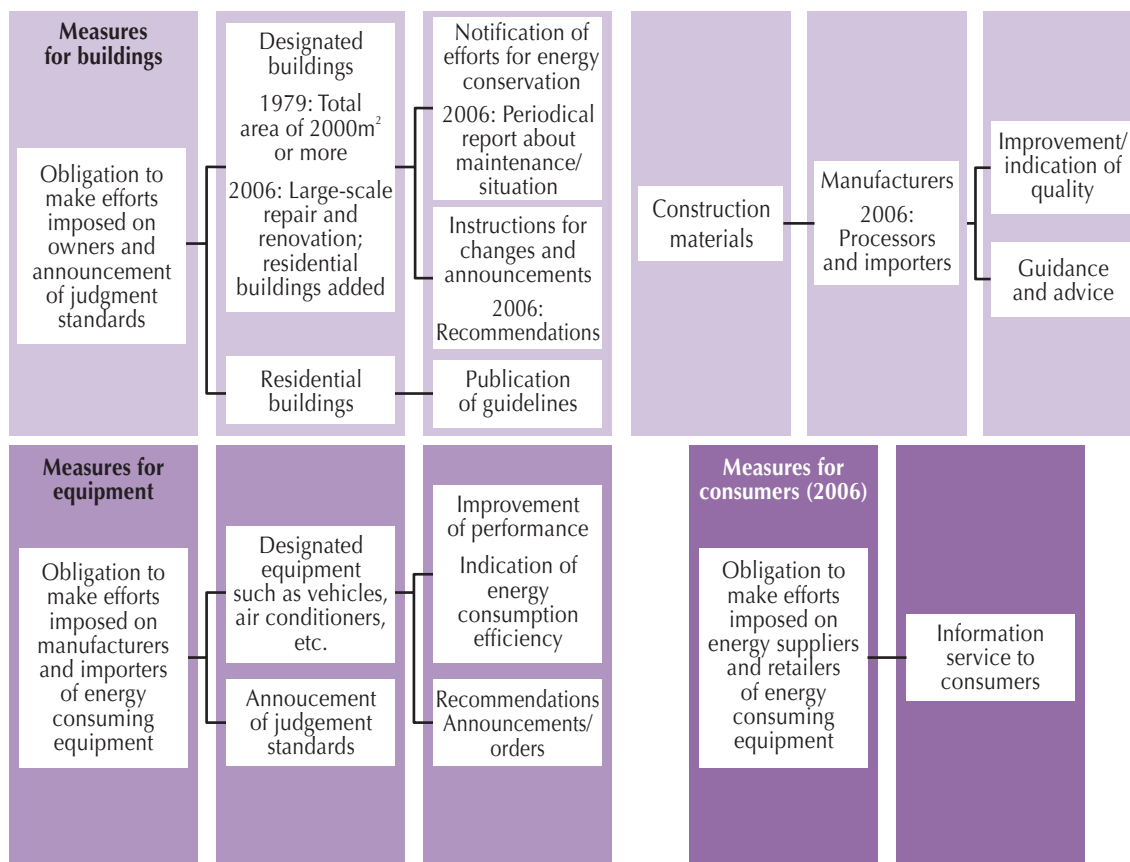 Measures
for buildings
Obligation to
make efforts
imposed on
owners and
announcement
of judgment
standards
Designated
buildings
1979: Total
area of 2000m²
or more
2006: Large-scale
repair and
renovation;
residential
buildings added
Residential
buildings
Notification of
efforts for energy
conservation
2006: Periodical
report about
maintenance/
situation
Instructions for
changes and
announcements
2006:
Recommendations
Publication
of guidelines
Construction
materials
Manufacturers
2006:
Processors
and importers
Improvement/
indication of
quality
Guidance
and advice
Measures for
equipment
Obligation to
make efforts
imposed on
manufacturers
and importers
of energy
consuming
equipment
Designated
equipment
such as vehicles,
air conditioners,
etc.
Annoucement
of judgement
standards
Improvement
of performance
Indication of
energy
consumption
efficiency
Recommendations
Announcements/
orders
Measures for
consumers (2006)
Obligation to
make efforts
imposed on
energy suppliers
and retailers
of energy
consuming
equipment
Information
service to
consumers